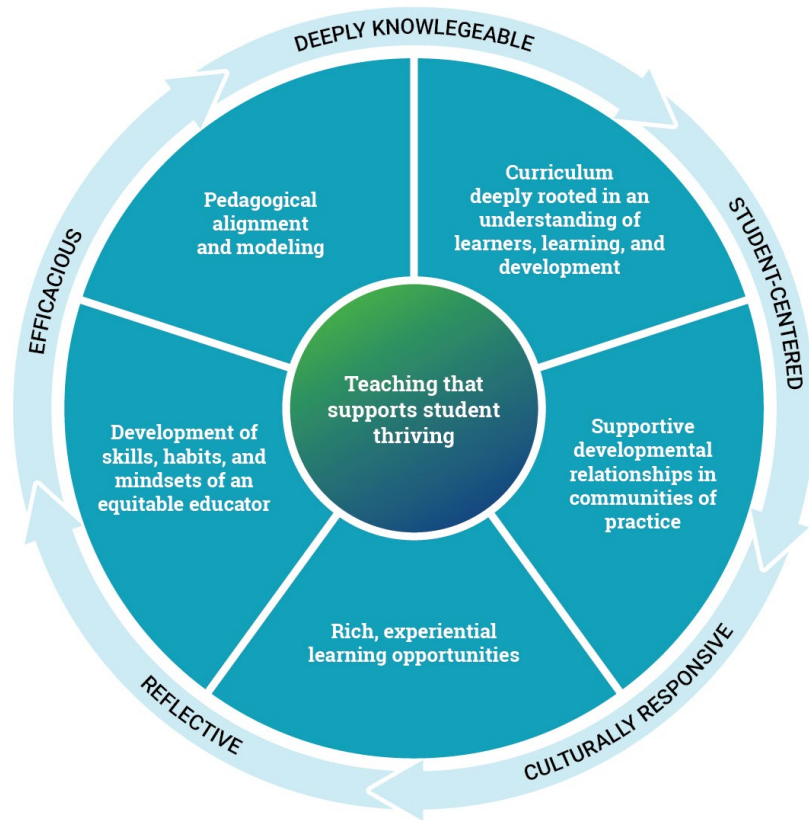 DEEPLY KNOWLEGEABLE
STUDENT-CENTERED
CULTURALLY RESPONSIVE
REFLECTIVE
EFFICACIOUS
Pedagogical
alignment
and modeling
Curriculum
deeply rooted in an
understanding of
learners, learning, and
development
Supportive
developmental
relationships in
communities of
practice
Rich, experiential
learning opportunities
Development of
skills, habits, and
mindsets of an
equitable educator
Teaching that
supports student
thriving